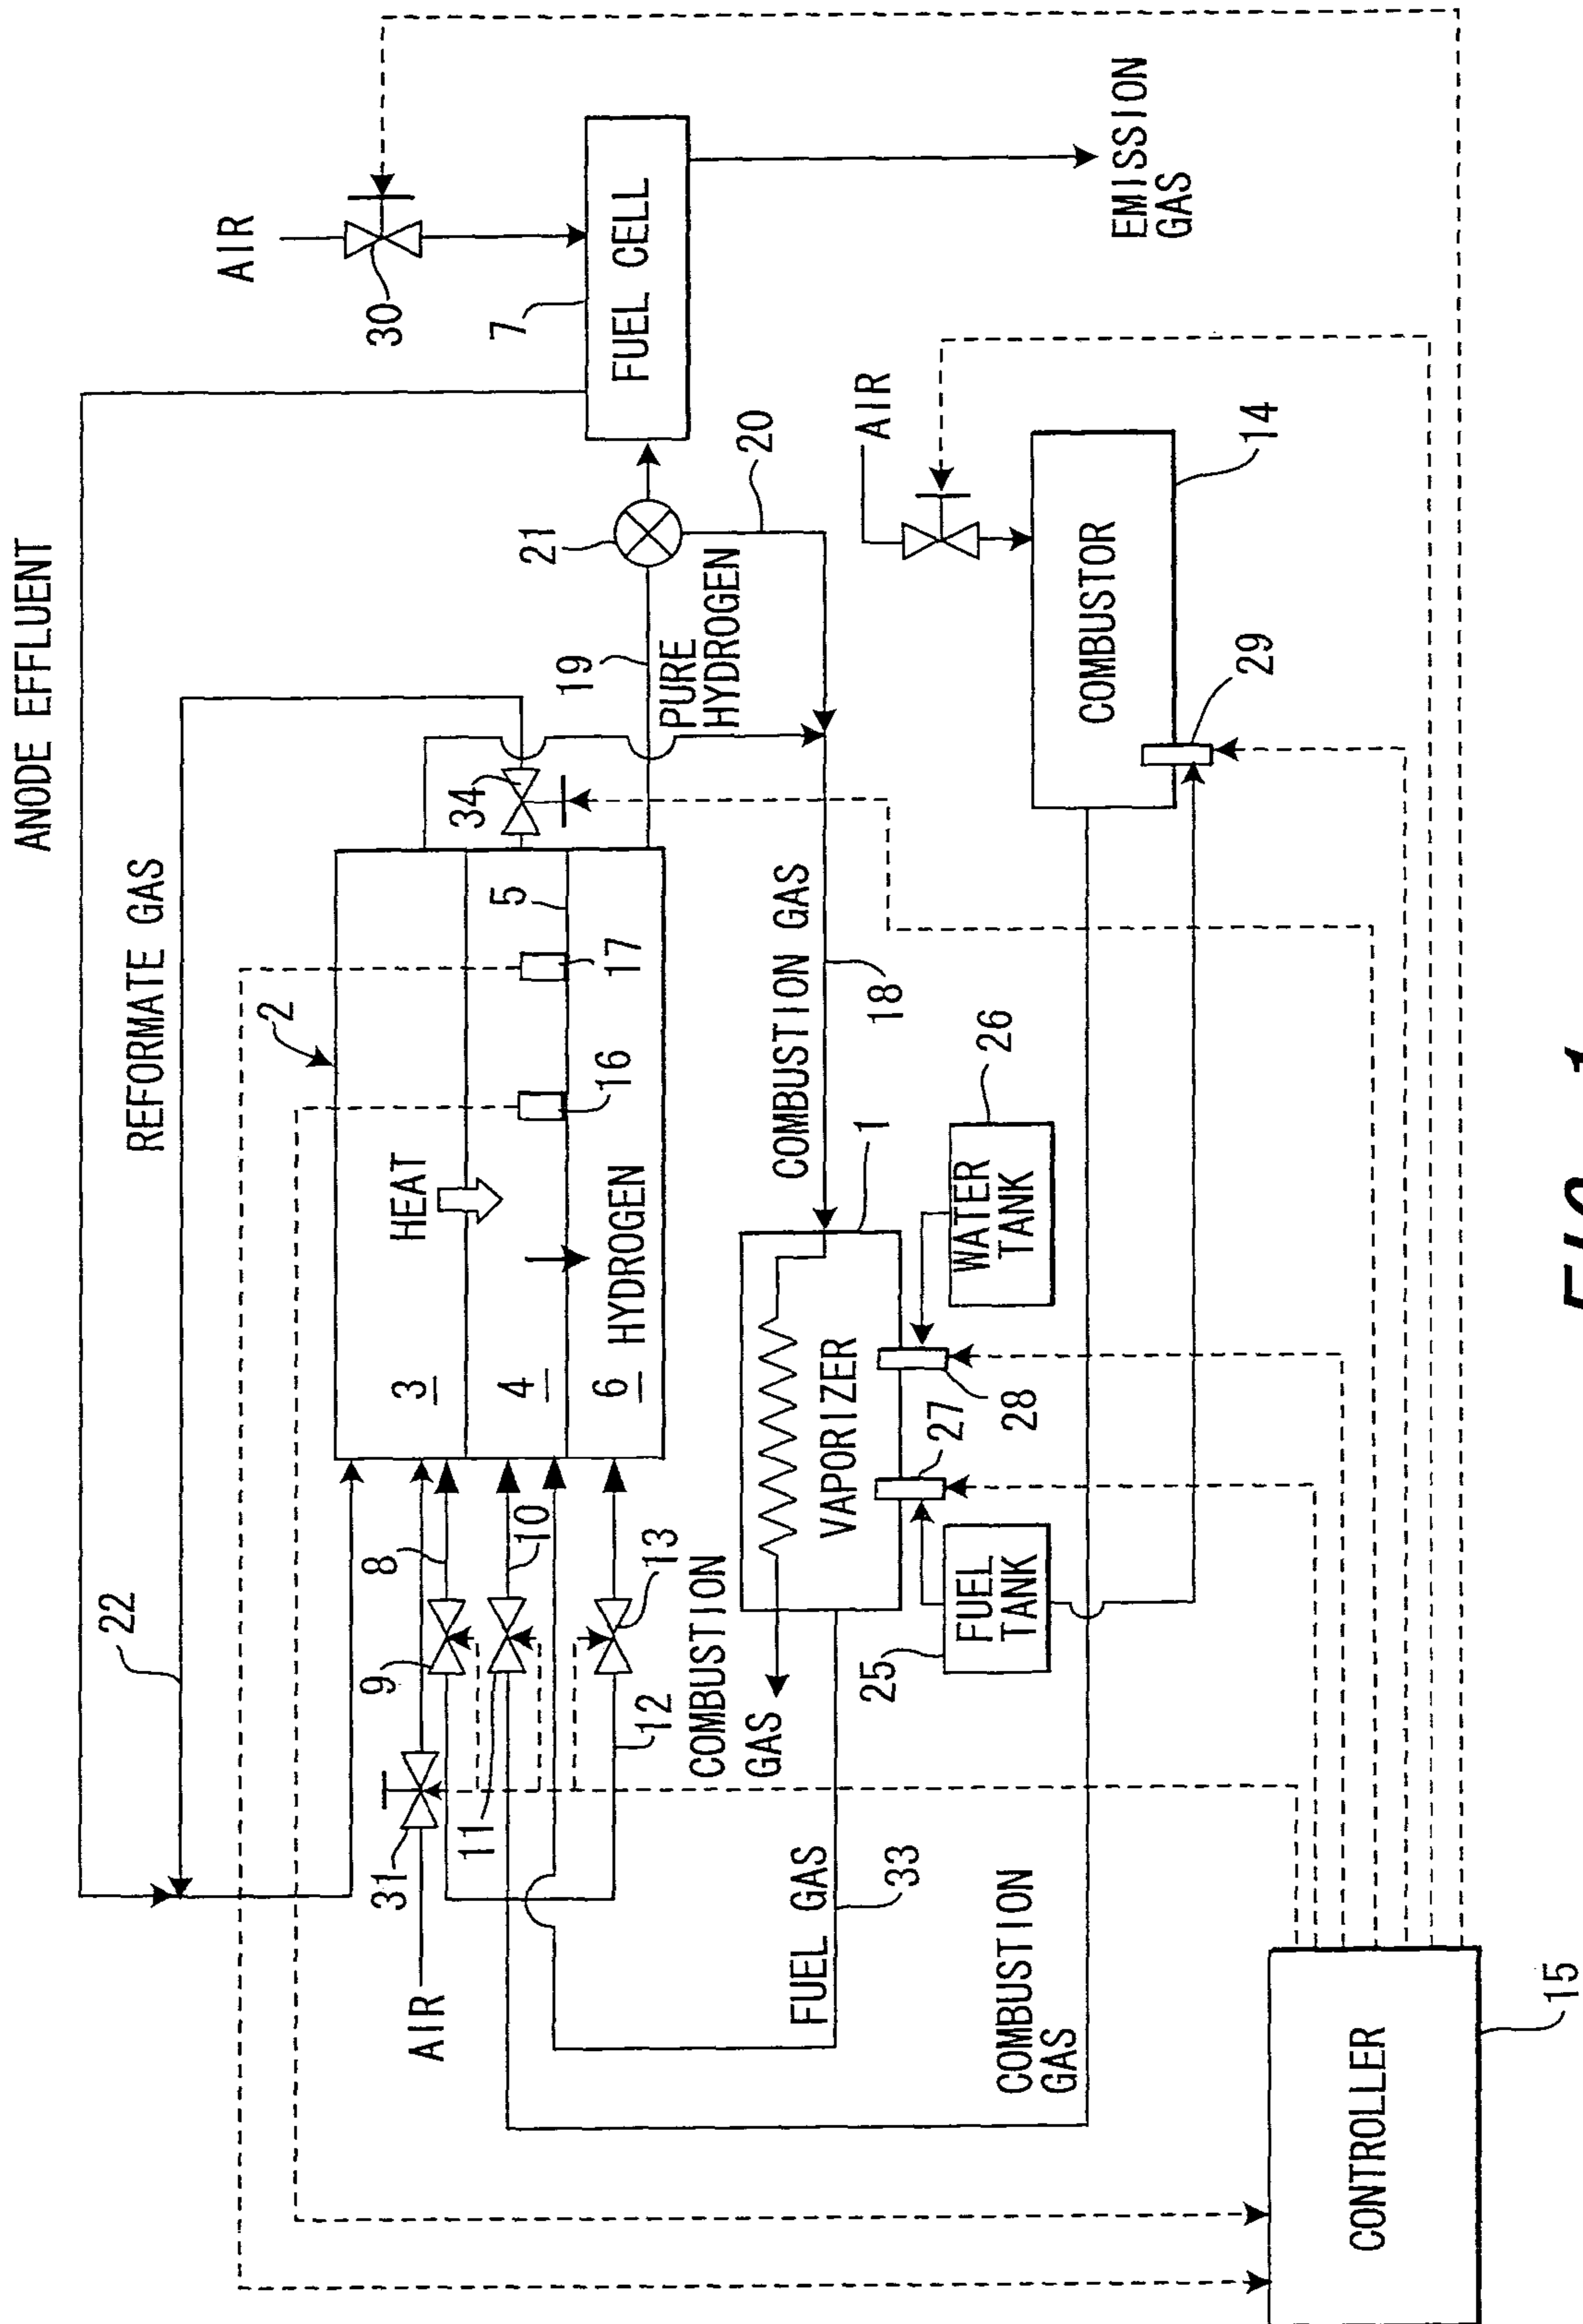 ANODE EFFLUENT
22
REFORMATE GAS
AIR
2
30
31
9
8
3
HEAT
34
7
AIR
11
10
4
16
17
5
21
FUEL CELL
12
13
6
HYDROGEN
19
PURE
HYDROGEN
20
COMBUSTION
GAS
COMBUSTION GAS
18
AIR
FUEL GAS
33
VAPORIZER
1
25
27
28
26
FUEL
TANK
WATER
TANK
COMBUSTION
GAS
COMBUSTOR
14
29
EMISSION
GAS
CONTROLLER
15
FIG. 1